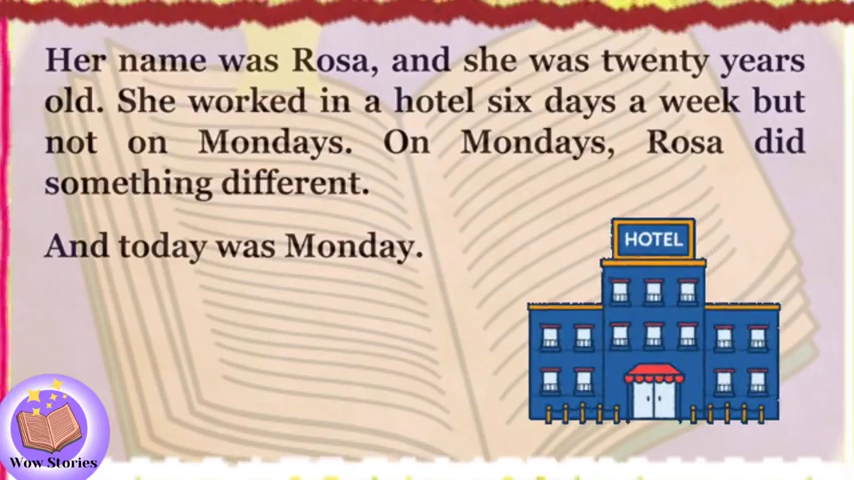 Her name was Rosa, and she was twenty years
old. She worked in a hotel six days a week but
not on Mondays. On Mondays, Rosa did
something different.
And today was Monday.
HOTEL
Wow Stories